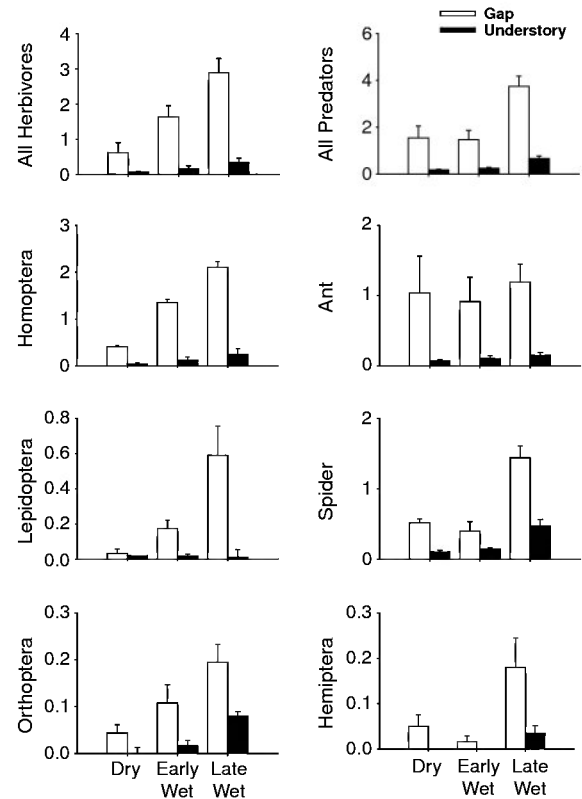 Gap
Understory
All Herbivores
4
3
2
1
0
All Predators
6
4
2
0
Homoptera
3
2
1
0
Ant
2
1
0
Lepidoptera
0.8
0.6
0.4
0.2
0.0
Spider
2
1
0
Orthoptera
0.3
0.2
0.1
0.0
Hemiptera
0.3
0.2
0.1
0.0
Dry Early Late
Wet Wet
Dry Early Late
Wet Wet